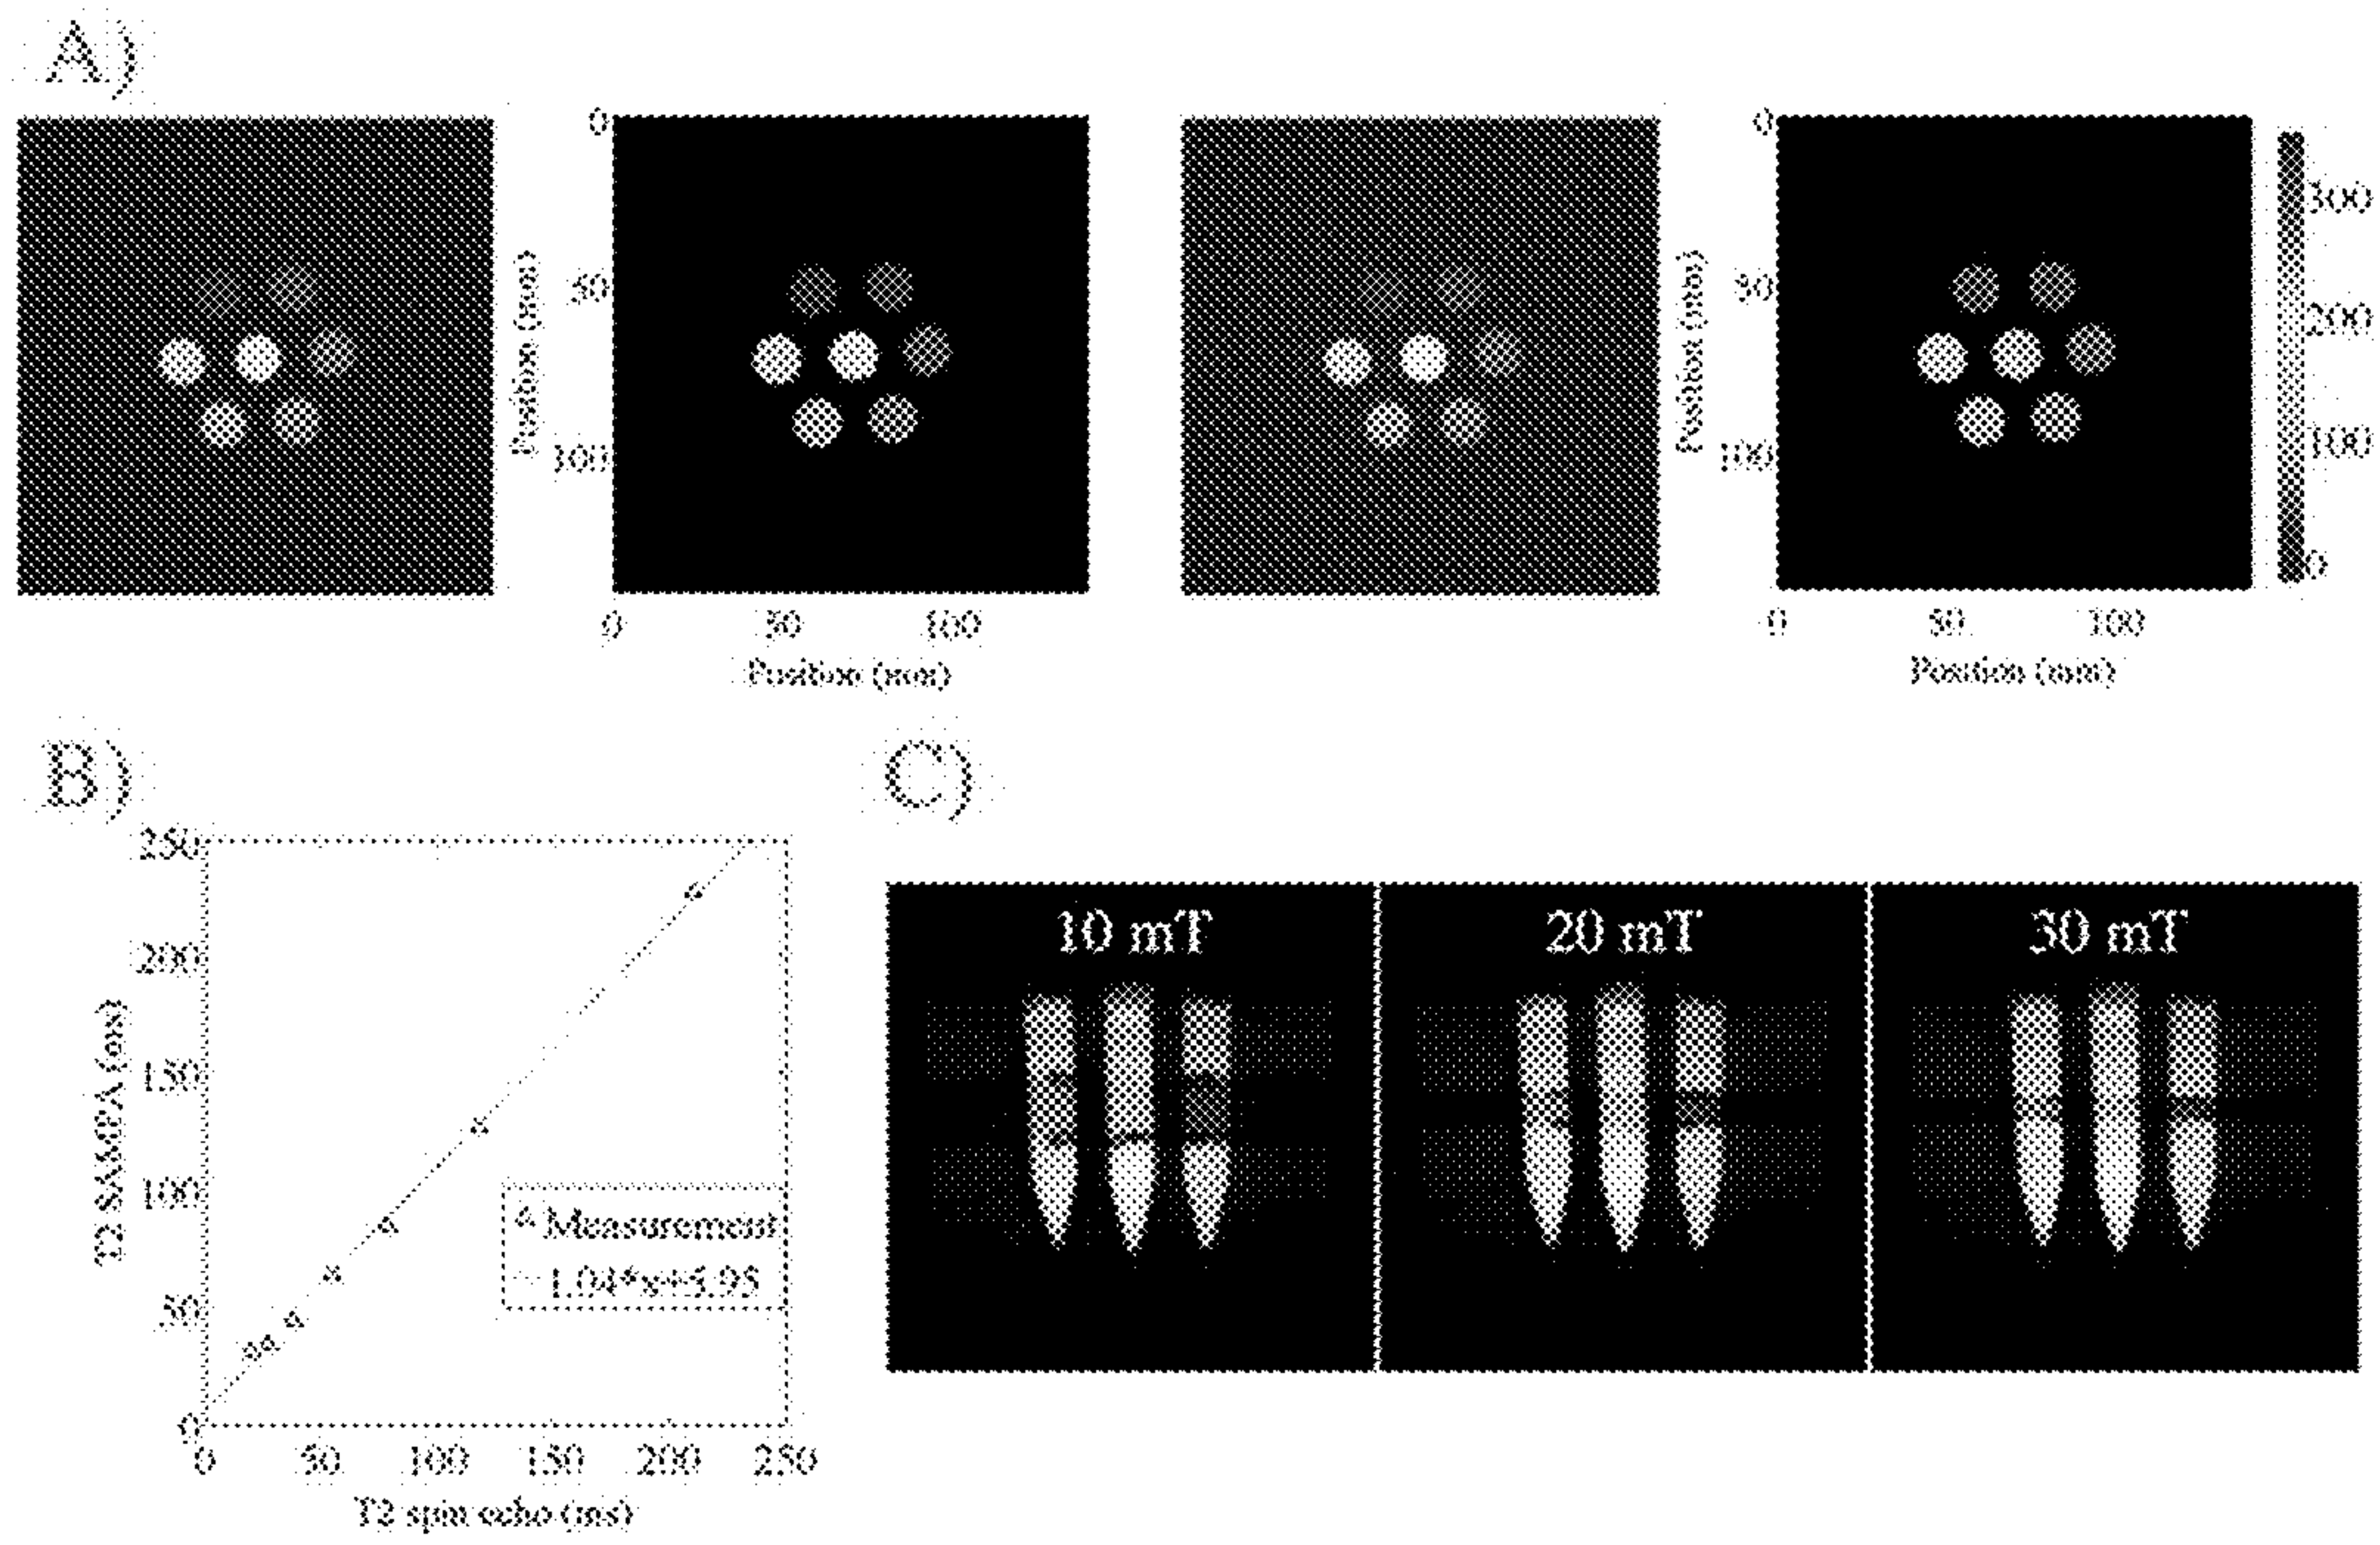 A)
0
50
100
Position (mm)
0
50
100
Position (mm)
0
50
100
Position (mm)
0
50
100
Position (mm)
300
200
100
0
B)
250
200
150
100
50
0
T2 SAMPA (ms)
Measurement
1.04*x+5.95
0
50
100
150
200
250
T2 spin echo (ms)
C)
10 mT
20 mT
30 mT